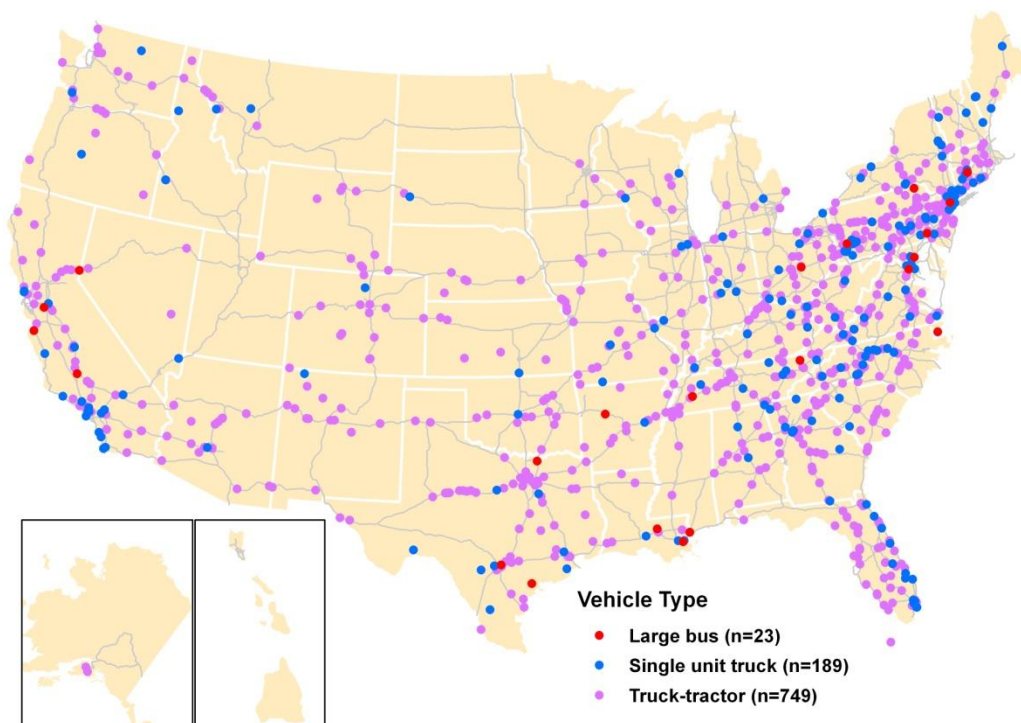 Vehicle Type
Large bus (n=23)
Single unit truck (n=189)
Truck-tractor (n=749)